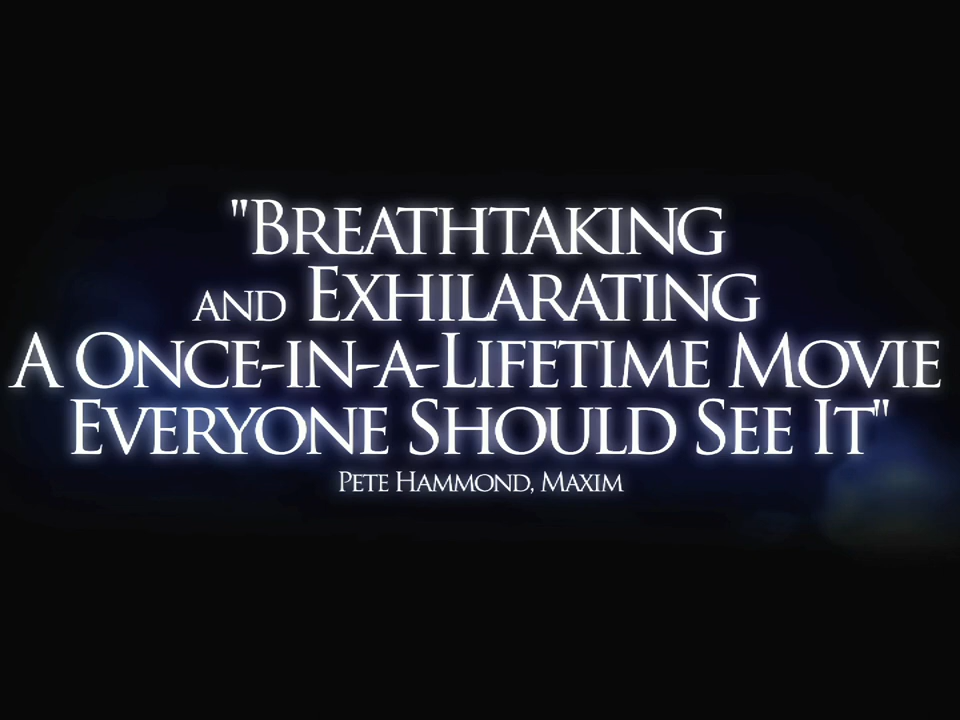 "Breathtaking
and Exhilarating
A Once-in-a-Lifetime Movie
Everyone Should See It"
Pete Hammond, Maxim